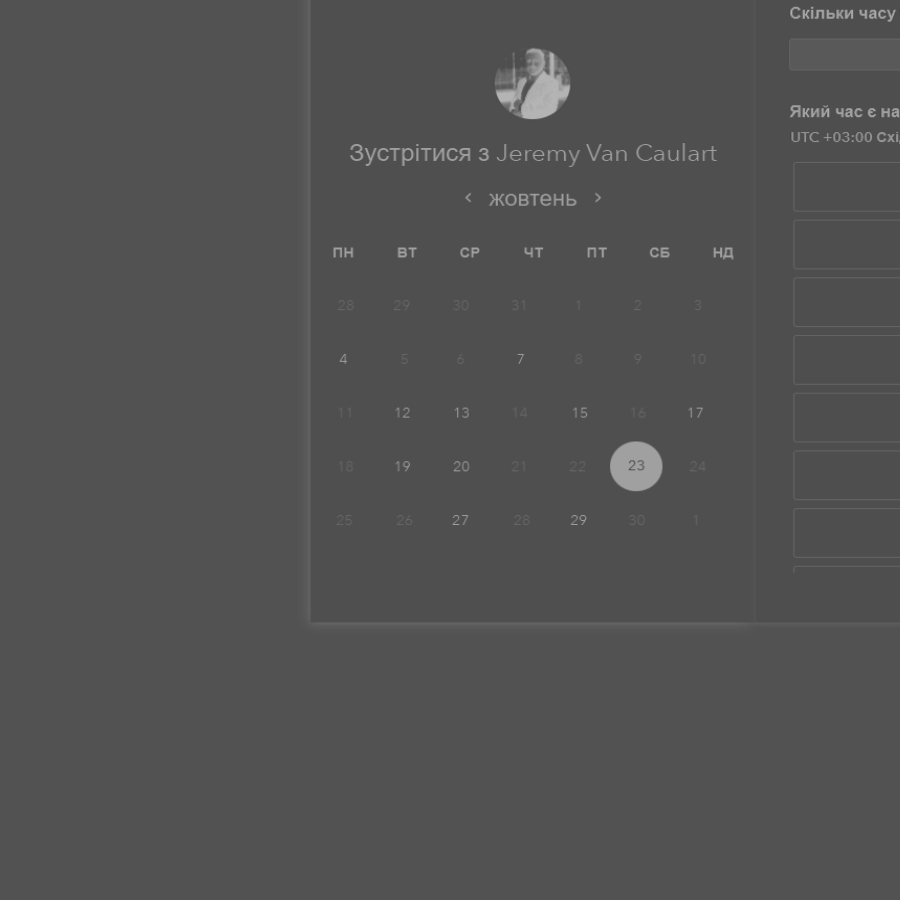 Скільки часу
Який час є на
UTC +03:00 Схі
Зустрітися з Jeremy Van Caulart
жовтень
ПН ВТ СР ЧТ ПТ СБ НД
28 29 30 31 1 2 3
4 5 6 7 8 9 10
11 12 13 14 15 16 17
18 19 20 21 22 23 24
25 26 27 28 29 30 1